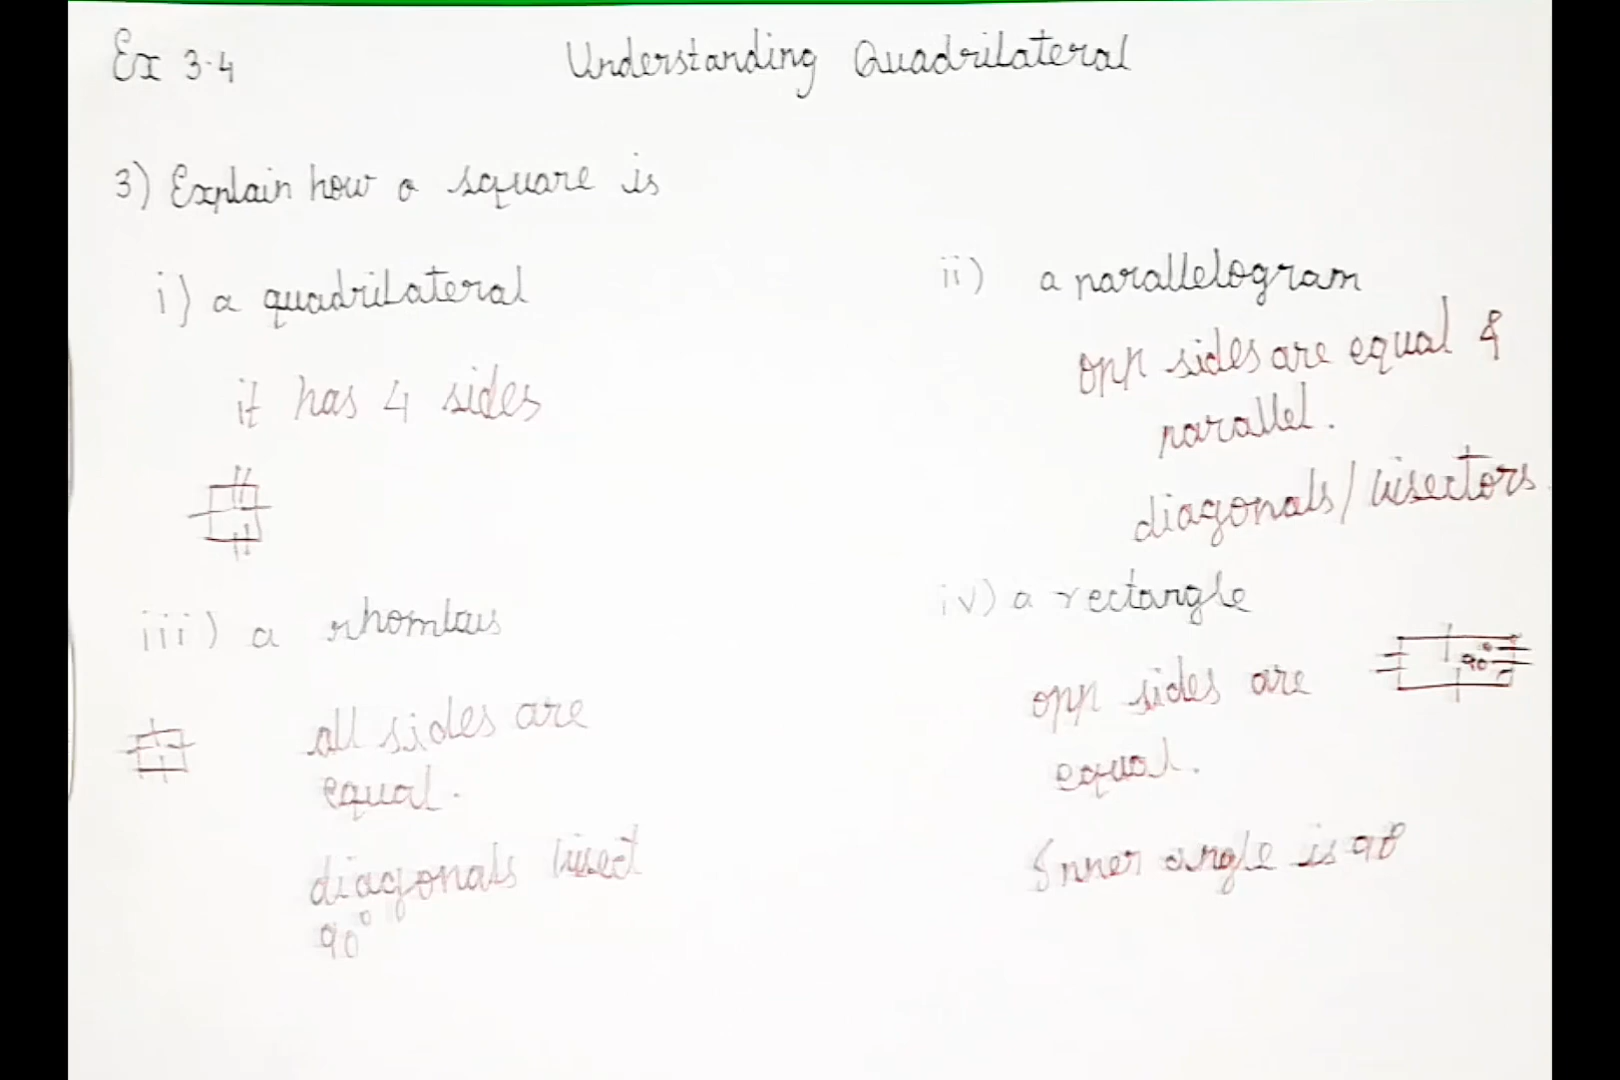 Ex 3.4
Understanding Quadrilateral
3) Explain how a square is
i) a quadrilateral
it has 4 sides
ii) a parallelogram
opp sides are equal &
parallel.
diagonals / bisectors
iii) a rhombus
all sides are
equal.
diagonals bisect
90°
iv) a rectangle
90°
opp sides are
equal.
Inner angle is 90